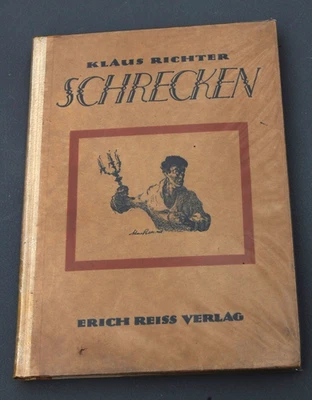 KLAUS RICHTER
SCHRECKEN
ERICH REISS VERLAG